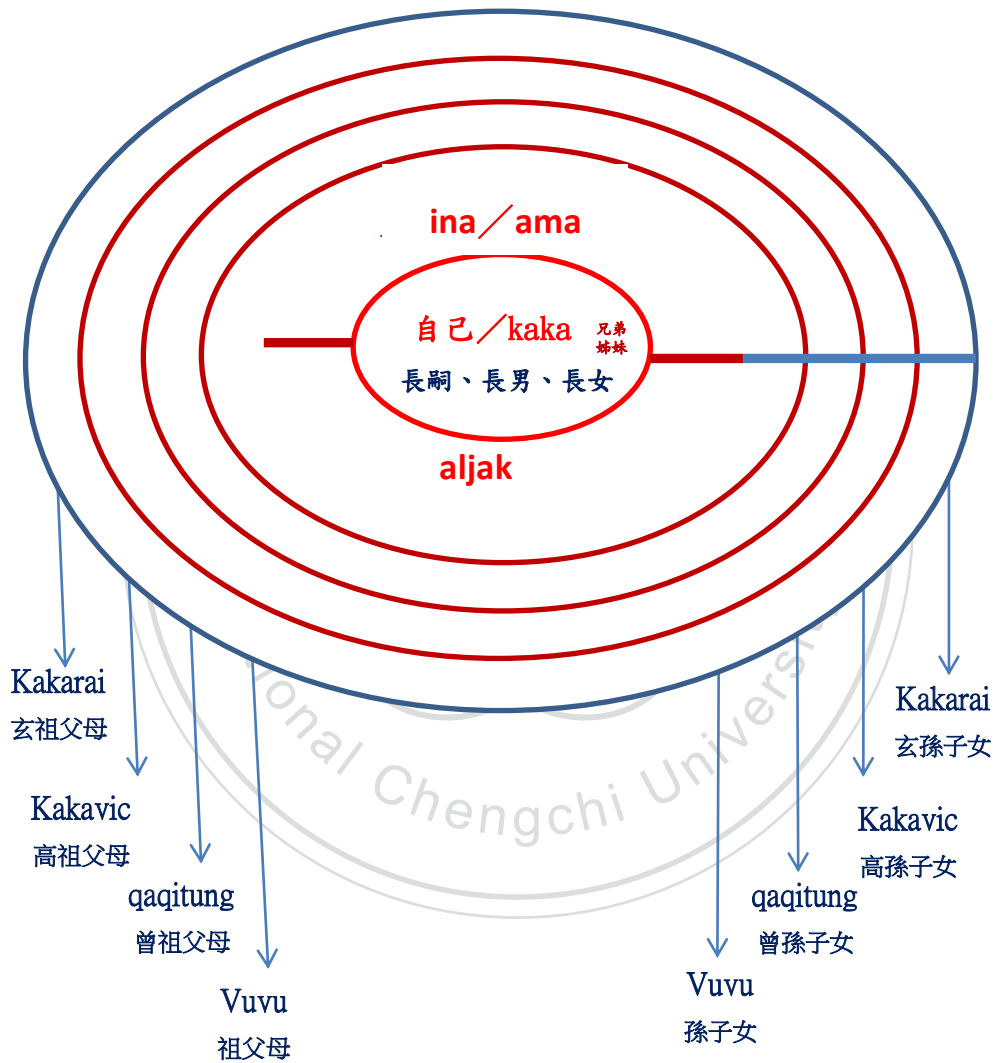 ina／ama
自己／kaka 兄弟
姊妹
長嗣、長男、長女
aljak
Kakarai
玄祖父母
Kakavic
高祖父母
qaqitung
曾祖父母
Vuvu
祖父母
Vuvu
孫子女
qaqitung
曾孫子女
Kakavic
高孫子女
Kakarai
玄孫子女
onal Chengchi Universi